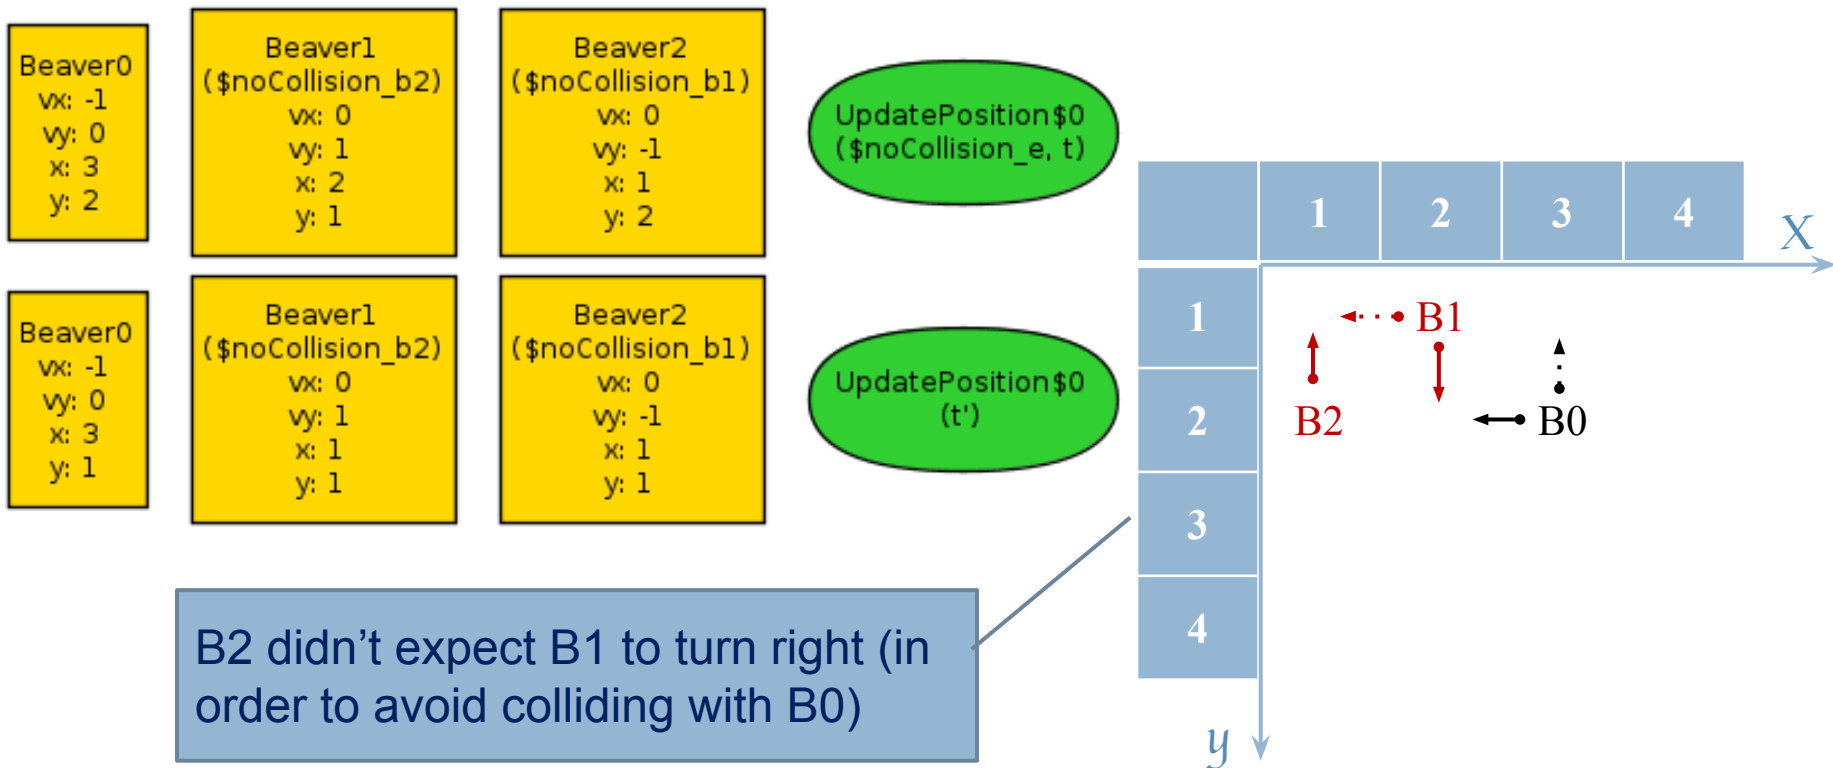 Beaver0
vx: -1
vy: 0
x: 3
y: 2
Beaver1
($noCollision_b2)
vx: 0
vy: 1
x: 2
y: 1
Beaver2
($noCollision_b1)
vx: 0
vy: -1
x: 1
y: 2
UpdatePosition$0
($noCollision_e, t)
Beaver0
vx: -1
vy: 0
x: 3
y: 1
Beaver1
($noCollision_b2)
vx: 0
vy: 1
x: 1
y: 1
Beaver2
($noCollision_b1)
vx: 0
vy: -1
x: 1
y: 1
UpdatePosition$0
(t')
1 2 3 4 X
1
2
3
4
y
B1
B2
B0
B2 didn’t expect B1 to turn right (in
order to avoid colliding with B0)